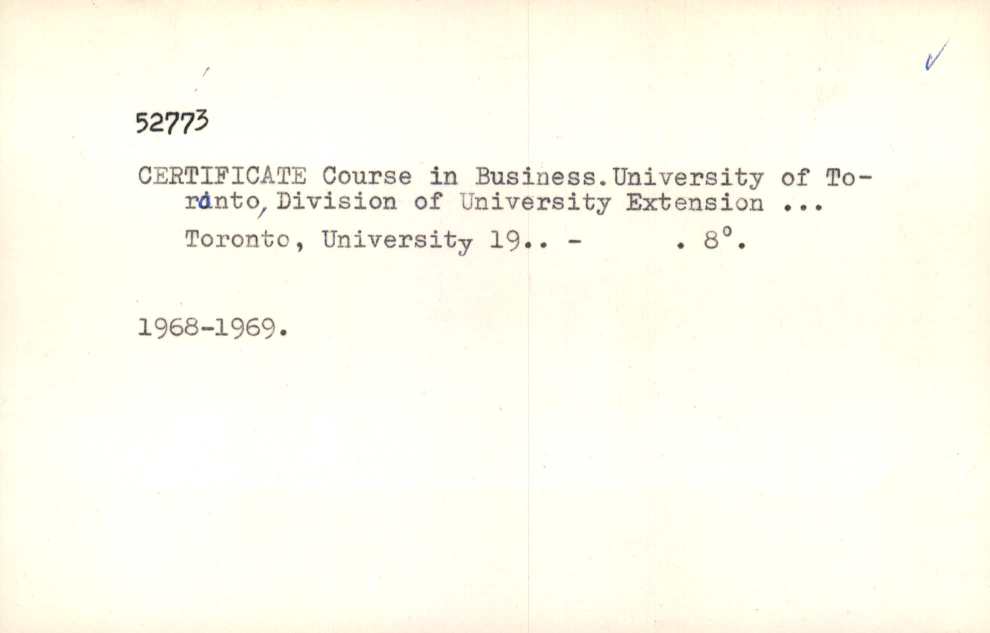 52773
CERTIFICATE Course in Business.University of To-
ronto, Division of University Extension ...
Toronto, University 19.. - . 8°.
1968-1969.